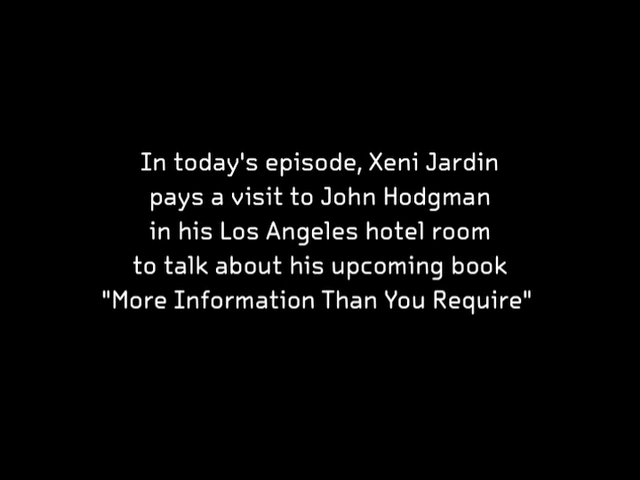 In today's episode, Xeni Jardin
pays a visit to John Hodgman
in his Los Angeles hotel room
to talk about his upcoming book
"More Information Than You Require"